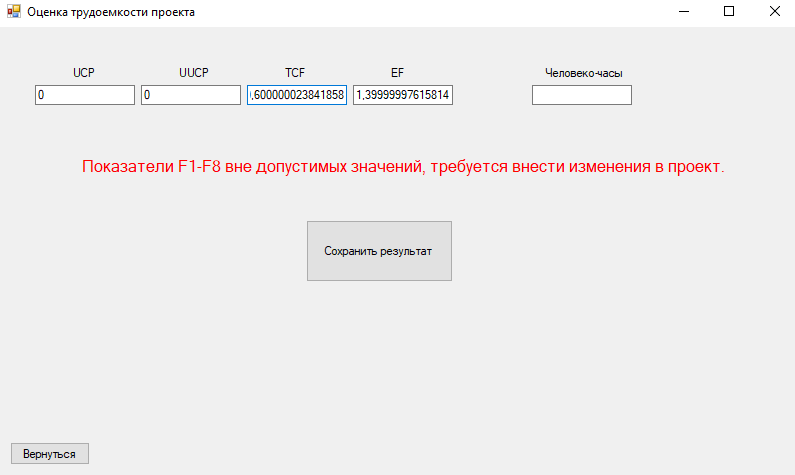 Оценка трудоемкости проекта
UCP UUCP TCF EF Человеко-часы
0 0 ,600000023841858 1,39999997615814
Показатели F1-F8 вне допустимых значений, требуется внести изменения в проект.
Сохранить результат
Вернуться